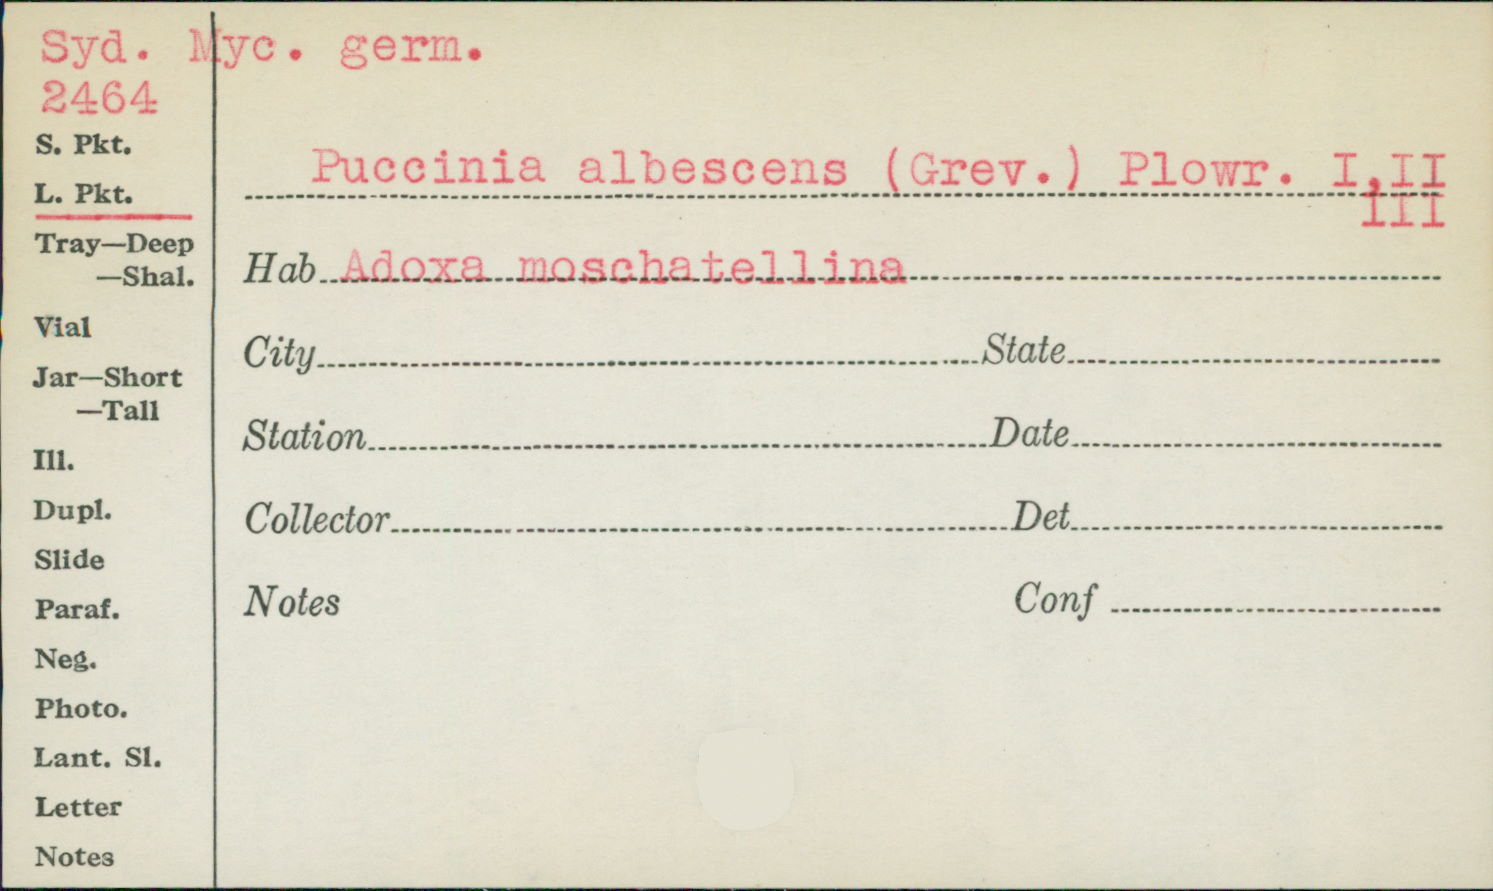 Syd. Myc. germ.
2464
S. Pkt.
L. Pkt.
Tray—Deep
—Shal.
Vial
Jar—Short
—Tall
Ill.
Dupl.
Slide
Paraf.
Neg.
Photo.
Lant. Sl.
Letter
Notes
Puccinia albescens (Grev.) Plowr. I,II
III
Hab Adoxa moschatellina
City State
Station Date
Collector Det
Notes Conf